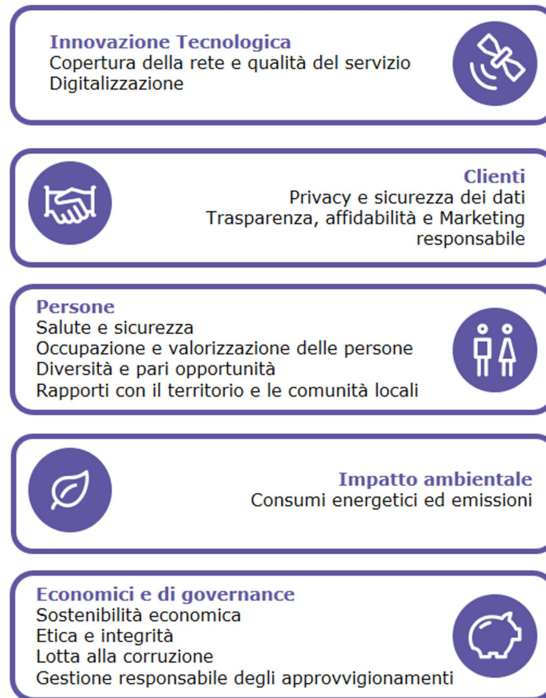 Innovazione Tecnologica
Copertura della rete e qualità del servizio
Digitalizzazione
Clienti
Privacy e sicurezza dei dati
Trasparenza, affidabilità e Marketing
responsabile
Persone
Salute e sicurezza
Occupazione e valorizzazione delle persone
Diversità e pari opportunità
Rapporti con il territorio e le comunità locali
Impatto ambientale
Consumi energetici ed emissioni
Economici e di governance
Sostenibilità economica
Etica e integrità
Lotta alla corruzione
Gestione responsabile degli approvvigionamenti